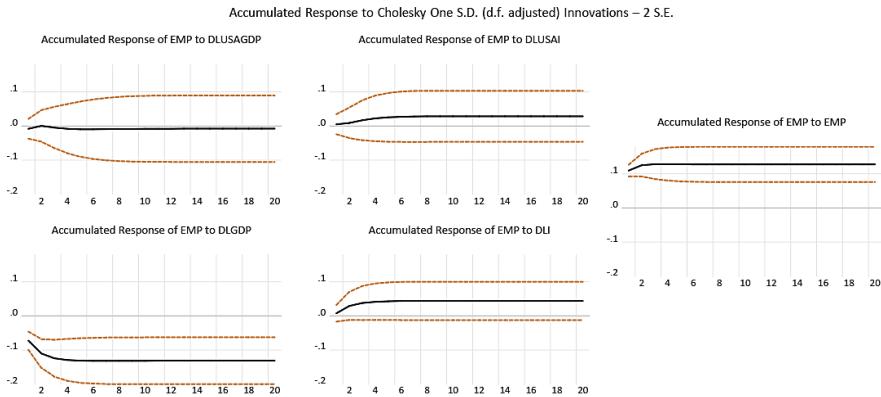 Accumulated Response to Cholesky One S.D. (d.f. adjusted) Innovations – 2 S.E.
Accumulated Response of EMP to DLUSAGDP
.1
.0
-.1
-.2
2 4 6 8 10 12 14 16 18 20
Accumulated Response of EMP to DLUSAI
.1
.0
-.1
-.2
2 4 6 8 10 12 14 16 18 20
Accumulated Response of EMP to EMP
.1
.0
-.1
-.2
2 4 6 8 10 12 14 16 18 20
Accumulated Response of EMP to DLGDP
.1
.0
-.1
-.2
2 4 6 8 10 12 14 16 18 20
Accumulated Response of EMP to DLI
.1
.0
-.1
-.2
2 4 6 8 10 12 14 16 18 20